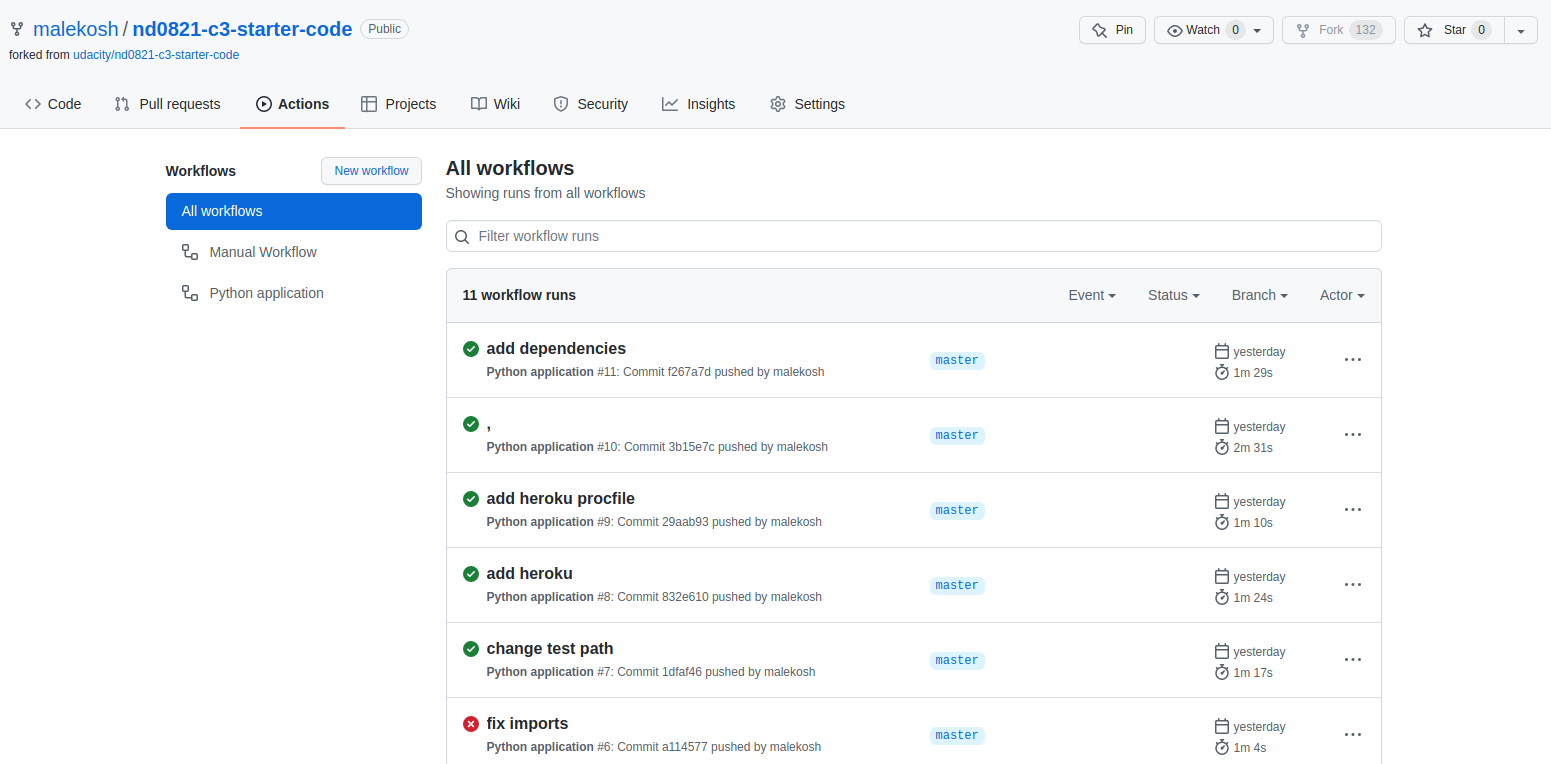 malekosh / nd0821-c3-starter-code Public
Pin
Watch 0
Fork 132
Star 0
forked from udacity/nd0821-c3-starter-code
Code
Pull requests
Actions
Projects
Wiki
Security
Insights
Settings
Workflows
New workflow
All workflows
Manual Workflow
Python application
All workflows
Showing runs from all workflows
Filter workflow runs
11 workflow runs
Event
Status
Branch
Actor
add dependencies
Python application #11: Commit f267a7d pushed by malekosh
master
yesterday
1m 29s
,
Python application #10: Commit 3b15e7c pushed by malekosh
master
yesterday
2m 31s
add heroku procfile
Python application #9: Commit 29aab93 pushed by malekosh
master
yesterday
1m 10s
add heroku
Python application #8: Commit 832e610 pushed by malekosh
master
yesterday
1m 24s
change test path
Python application #7: Commit 1dfaf46 pushed by malekosh
master
yesterday
1m 17s
fix imports
Python application #6: Commit a114577 pushed by malekosh
master
yesterday
1m 4s